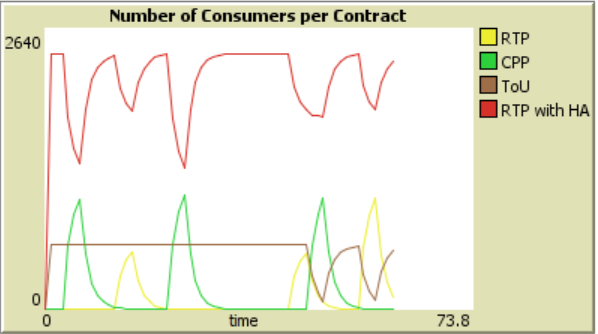 Number of Consumers per Contract
2640
RTP
CPP
ToU
RTP with HA
0
0 time 73.8